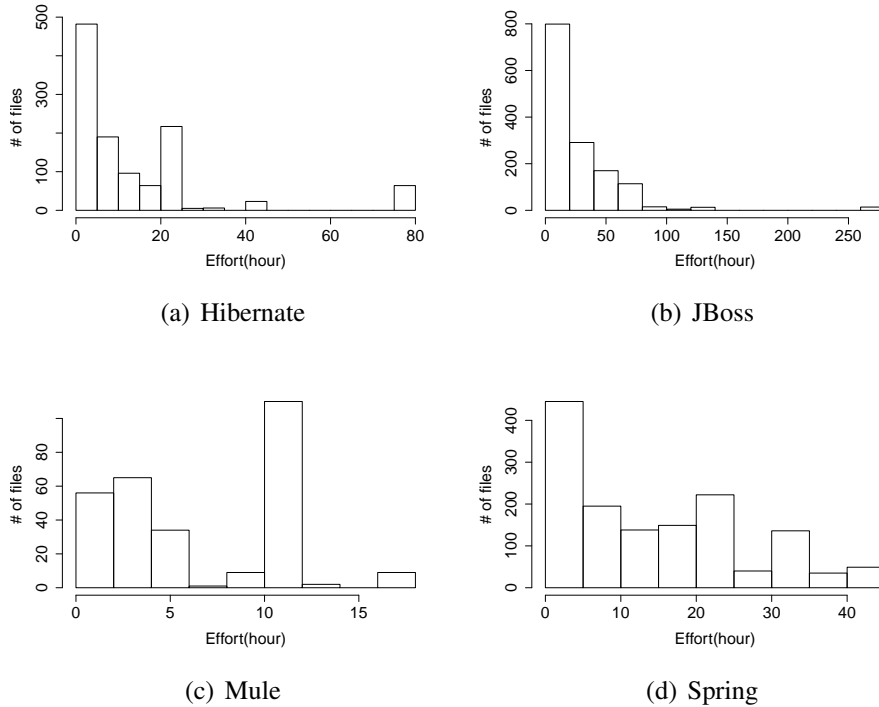 # of files
0 100 300 500
0 20 40 60 80
Effort(hour)
(a) Hibernate
# of files
0 200 400 600 800
0 50 100 150 200 250
Effort(hour)
(b) JBoss
# of files
0 20 40 60 80
0 5 10 15
Effort(hour)
(c) Mule
# of files
0 100 200 300 400
0 10 20 30 40
Effort(hour)
(d) Spring